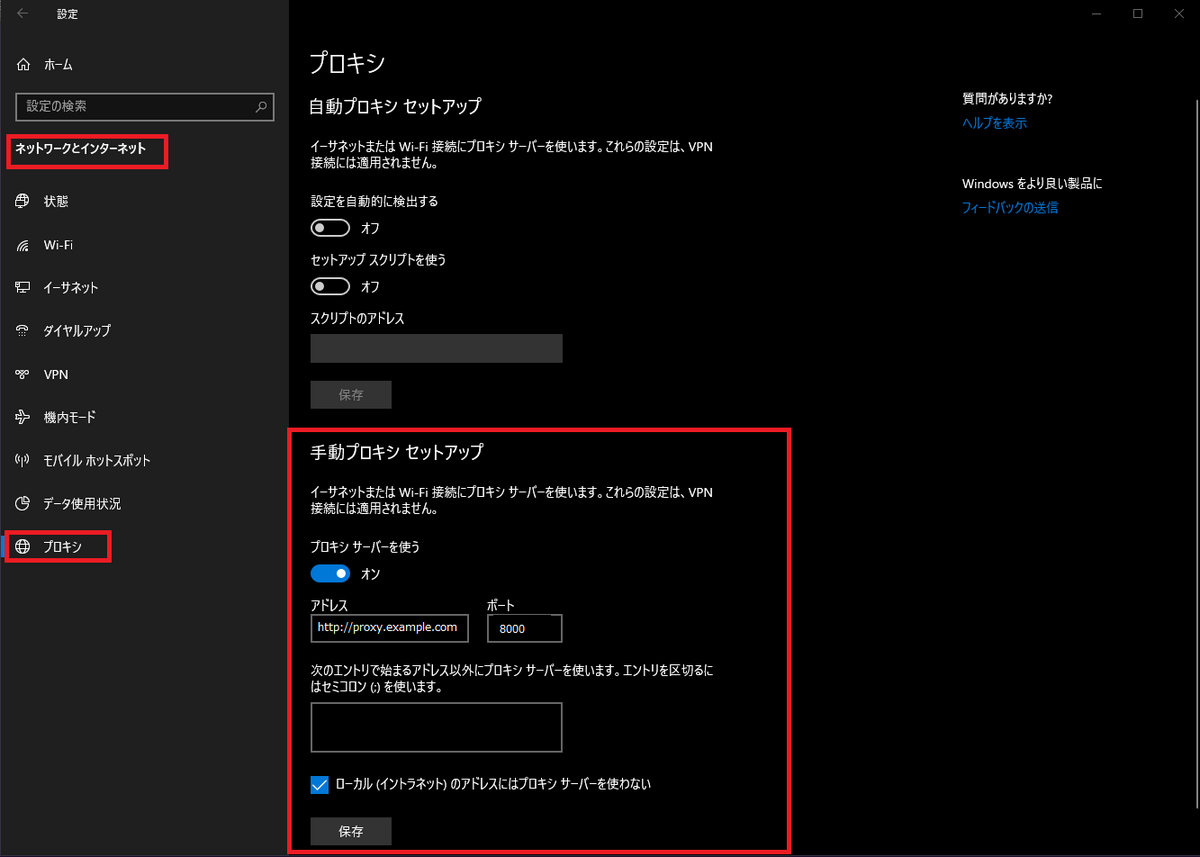 設定
ホーム
設定の検索
ネットワークとインターネット
状態
Wi-Fi
イーサネット
ダイヤルアップ
VPN
機内モード
モバイル ホットスポット
データ使用状況
プロキシ
プロキシ
自動プロキシ セットアップ
イーサネットまたは Wi-Fi 接続にプロキシ サーバーを使います。これらの設定は、VPN
接続には適用されません。
設定を自動的に検出する
オフ
セットアップ スクリプトを使う
オフ
スクリプトのアドレス
保存
手動プロキシ セットアップ
イーサネットまたは Wi-Fi 接続にプロキシ サーバーを使います。これらの設定は、VPN
接続には適用されません。
プロキシ サーバーを使う
オン
アドレス ポート
http://proxy.example.com 8000
次のエントリで始まるアドレス以外にプロキシ サーバーを使います。エントリを区切るに
はセミコロン (;) を使います。
ローカル (イントラネット) のアドレスにはプロキシ サーバーを使わない
保存
質問がありますか?
ヘルプを表示
Windows をより良い製品に
フィードバックの送信